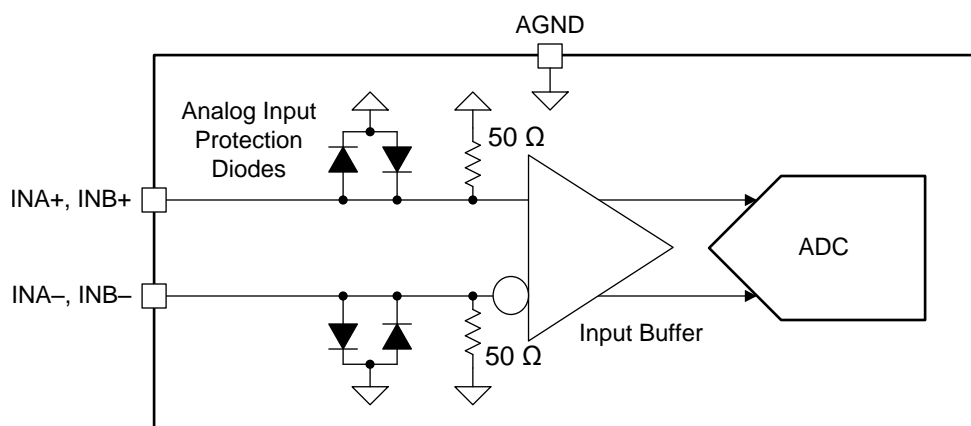 AGND
Analog Input
Protection
Diodes
50 Ω
INA+, INB+
ADC
INA–, INB–
Input Buffer
50 Ω